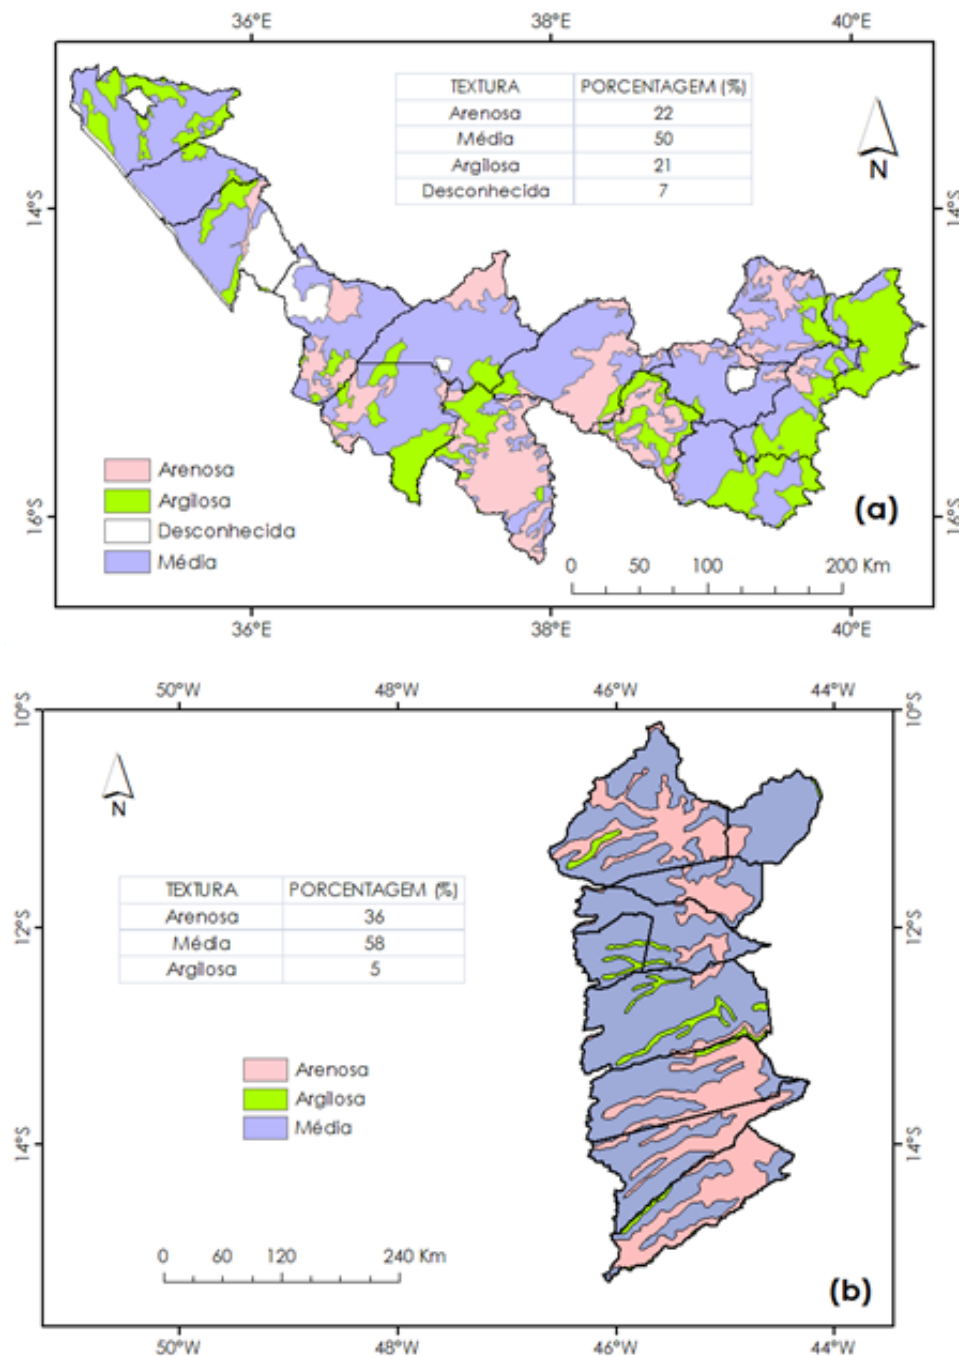 36°E 38°E 40°E
TEXTURA PORCENTAGEM (%)
Arenosa 22
Média 50
Argilosa 21
Desconhecida 7
N
14°S 14°S
Arenosa
Argilosa
Desconhecida
Média
(a)
16°S 16°S
0 50 100 200 Km
36°E 38°E 40°E
50°W 48°W 46°W 44°W
10°S 10°S
N
TEXTURA PORCENTAGEM (%)
Arenosa 36
Média 58
Argilosa 5
12°S 12°S
Arenosa
Argilosa
Média
14°S 14°S
0 60 120 240 Km
(b)
50°W 48°W 46°W 44°W